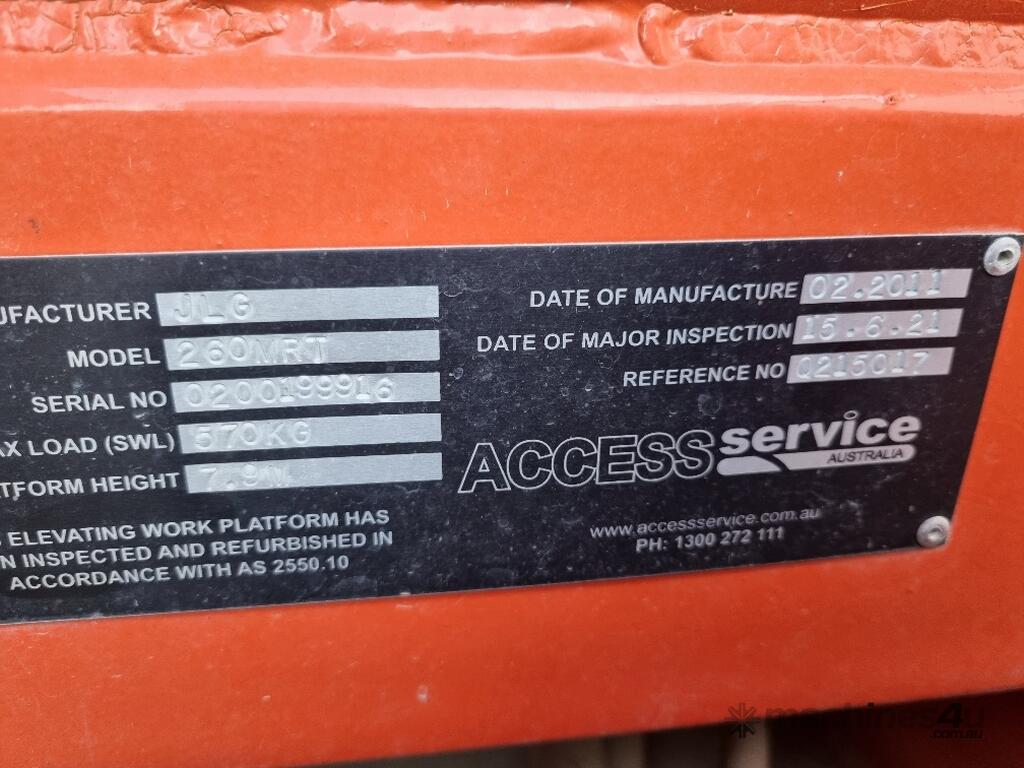 UFACTURER JLG
MODEL 260MRT
SERIAL NO 0200199916
AX LOAD (SWL) 570KG
ATFORM HEIGHT 7.9M
S ELEVATING WORK PLATFORM HAS
EN INSPECTED AND REFURBISHED IN
ACCORDANCE WITH AS 2550.10
DATE OF MANUFACTURE 02.2011
DATE OF MAJOR INSPECTION 15.6.21
REFERENCE NO Q215017
ACCESS service
AUSTRALIA
www.accessservice.com.au
PH: 1300 272 111
machines4u
.com.au